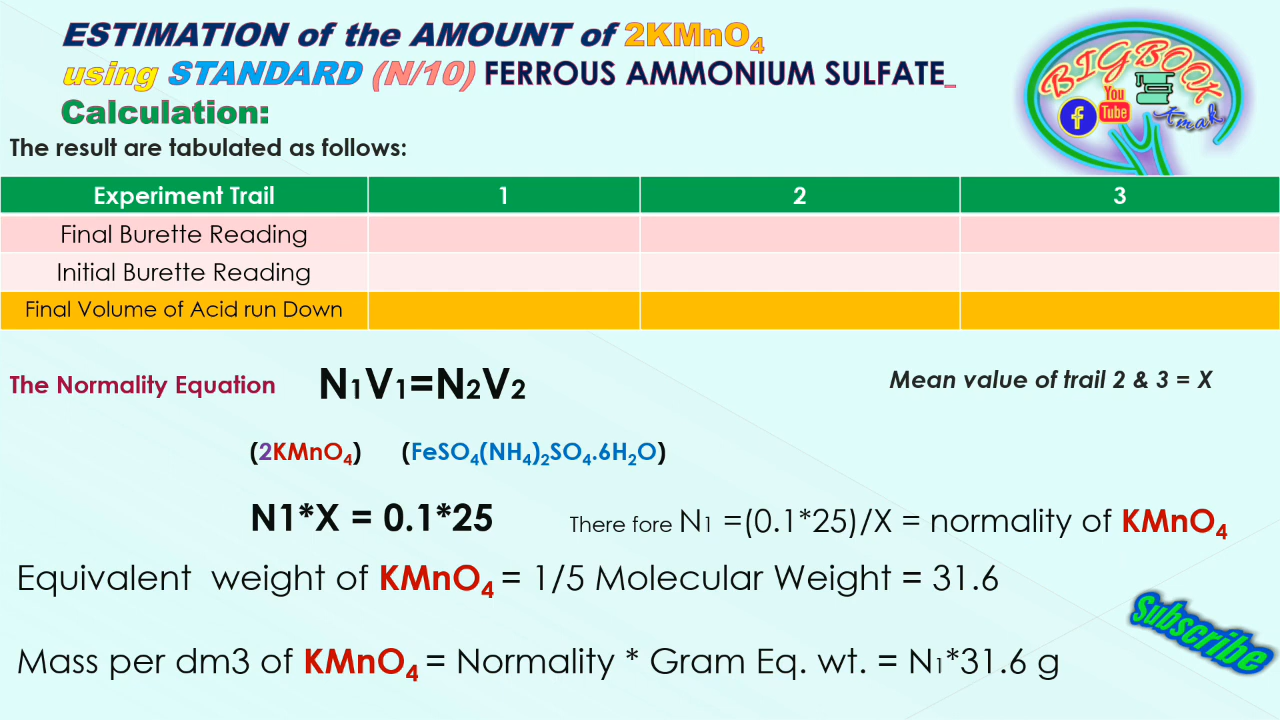 ESTIMATION of the AMOUNT of 2KMnO₄
using STANDARD (N/10) FERROUS AMMONIUM SULFATE_
Calculation:
BIGBOOK
You
Tube
f
Amak
The result are tabulated as follows:
Experiment Trail 1 2 3
Final Burette Reading
Initial Burette Reading
Final Volume of Acid run Down
The Normality Equation N₁V₁=N₂V₂ Mean value of trail 2 & 3 = X
(2KMnO₄) (FeSO₄(NH₄)₂SO₄.6H₂O)
N1*X = 0.1*25 There fore N₁ =(0.1*25)/X = normality of KMnO₄
Equivalent weight of KMnO₄ = 1/5 Molecular Weight = 31.6
Subscribe
Mass per dm3 of KMnO₄ = Normality * Gram Eq. wt. = N₁*31.6 g